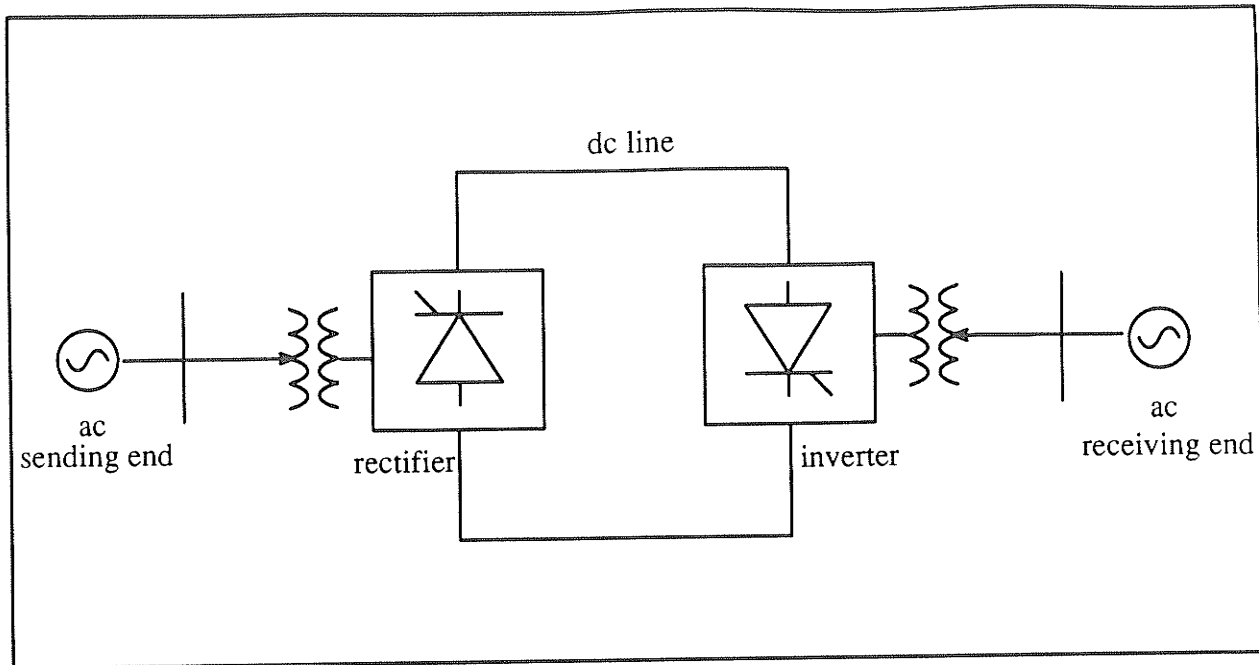 dc line
ac
sending end
rectifier
inverter
ac
receiving end